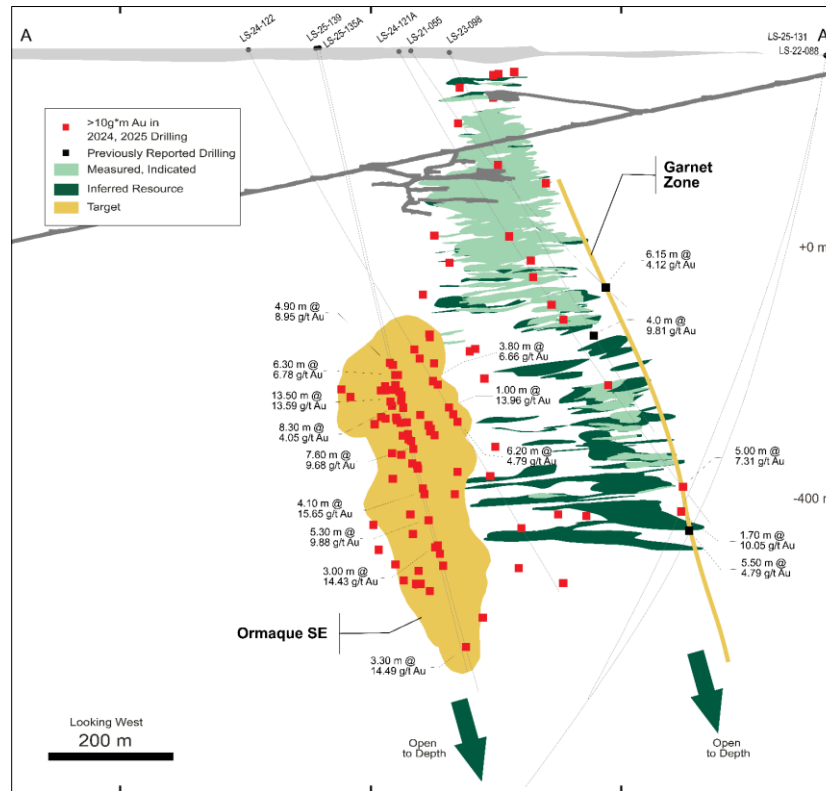 A
LS-24-122
LS-25-139
LS-25-135A
LS-24-121A
LS-21-055
LS-23-098
LS-25-131
LS-22-088
A
>10g*m Au in
2024, 2025 Drilling
Previously Reported Drilling
Measured, Indicated
Inferred Resource
Target
Garnet
Zone
+0 m
6.15 m @
4.12 g/t Au
4.0 m @
9.81 g/t Au
4.90 m @
8.95 g/t Au
3.80 m @
6.66 g/t Au
6.30 m @
6.78 g/t Au
1.00 m @
13.96 g/t Au
13.50 m @
13.59 g/t Au
8.30 m @
4.05 g/t Au
6.20 m @
4.79 g/t Au
7.60 m @
9.68 g/t Au
5.00 m @
7.31 g/t Au
4.10 m @
15.65 g/t Au
-400 m
5.30 m @
9.88 g/t Au
1.70 m @
10.05 g/t Au
3.00 m @
14.43 g/t Au
5.50 m @
4.79 g/t Au
Ormaque SE
3.30 m @
14.49 g/t Au
Looking West
200 m
Open
to Depth
Open
to Depth